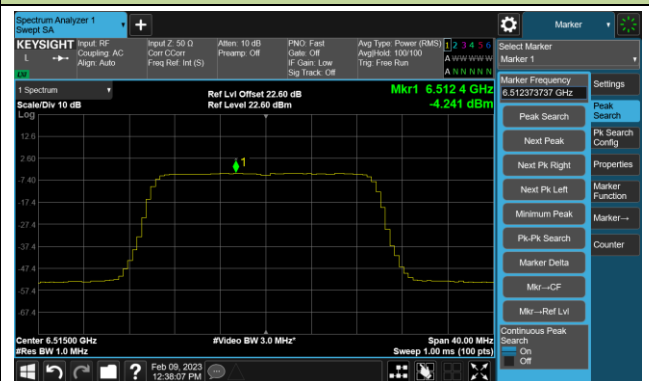 Spectrum Analyzer 1
Swept SA
+
Marker
KEYSIGHT
L
LNI
Input: RF
Coupling: AC
Align: Auto
Input Z: 50 Ω
Corr CCorr
Freq Ref: Int (S)
Atten: 10 dB
Preamp: Off
PNO: Fast
Gate: Off
IF Gain: Low
Sig Track: Off
Avg Type: Power (RMS)
Avg|Hold: 100/100
Trig: Free Run
1 2 3 4 5 6
A W W W W W
A N N N N N
Select Marker
Marker 1
1 Spectrum
Scale/Div 10 dB
Log
Ref Lvl Offset 22.60 dB
Ref Level 22.60 dBm
Mkr1 6.512 4 GHz
-4.241 dBm
12.6
2.60
-7.40
-17.4
-27.4
-37.4
-47.4
-57.4
-67.4
1
Center 6.51500 GHz
#Res BW 1.0 MHz
#Video BW 3.0 MHz*
Span 40.00 MHz
Sweep 1.00 ms (100 pts)
Marker Frequency
6.512373737 GHz
Peak Search
Next Peak
Next Pk Right
Next Pk Left
Minimum Peak
Pk-Pk Search
Marker Delta
Mkr→CF
Mkr→Ref Lvl
Continuous Peak
Search
On
Off
Settings
Peak
Search
Pk Search
Config
Properties
Marker
Function
Marker→
Counter
?
Feb 09, 2023
12:38:07 PM